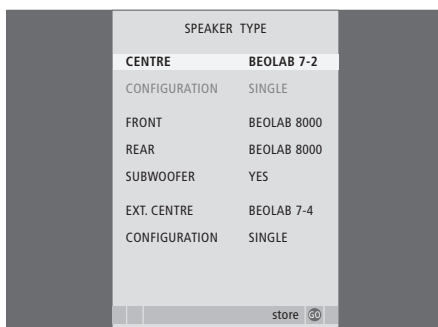 SPEAKER TYPE
CENTRE BEOLAB 7-2
CONFIGURATION SINGLE
FRONT BEOLAB 8000
REAR BEOLAB 8000
SUBWOOFER YES
EXT. CENTRE BEOLAB 7-4
CONFIGURATION SINGLE
store GO